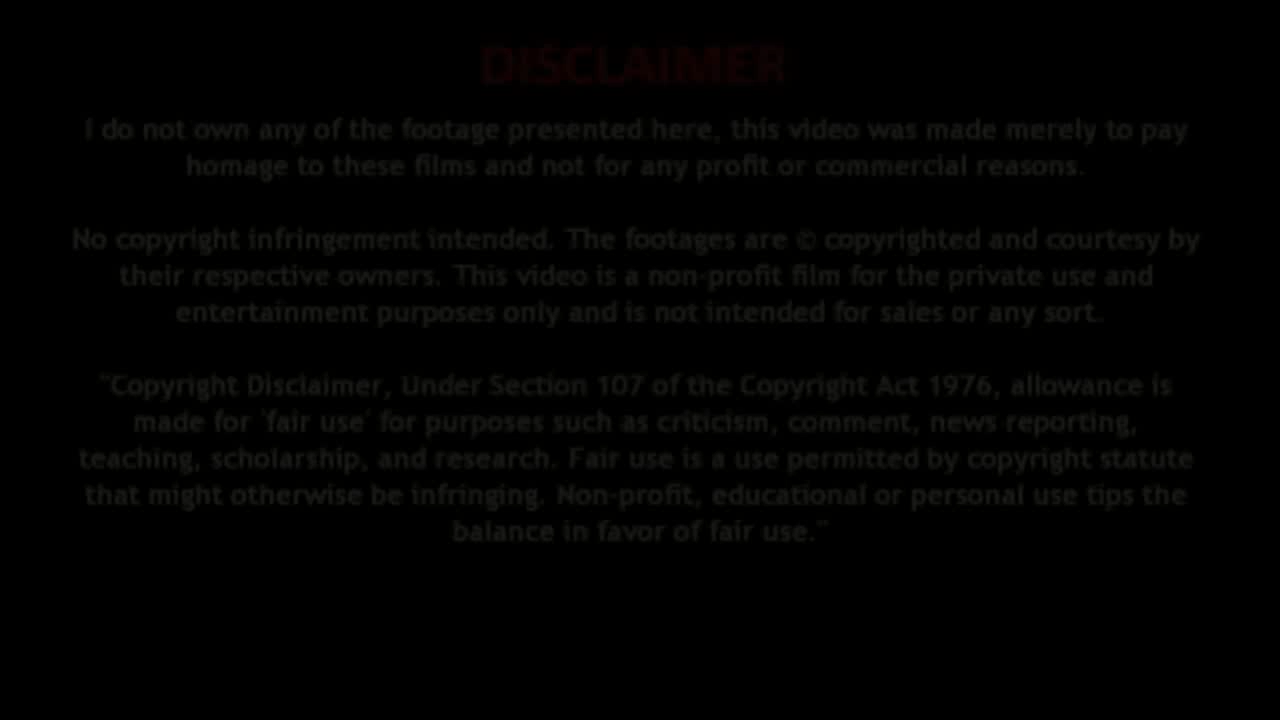 DISCLAIMER
I do not own any of the footage presented here, this video was made merely to pay
homage to these films and not for any profit or commercial reasons.
No copyright infringement intended. The footages are © copyrighted and courtesy by
their respective owners. This video is a non-profit film for the private use and
entertainment purposes only and is not intended for sales or any sort.
"Copyright Disclaimer, Under Section 107 of the Copyright Act 1976, allowance is
made for 'fair use' for purposes such as criticism, comment, news reporting,
teaching, scholarship, and research. Fair use is a use permitted by copyright statute
that might otherwise be infringing. Non-profit, educational or personal use tips the
balance in favor of fair use."